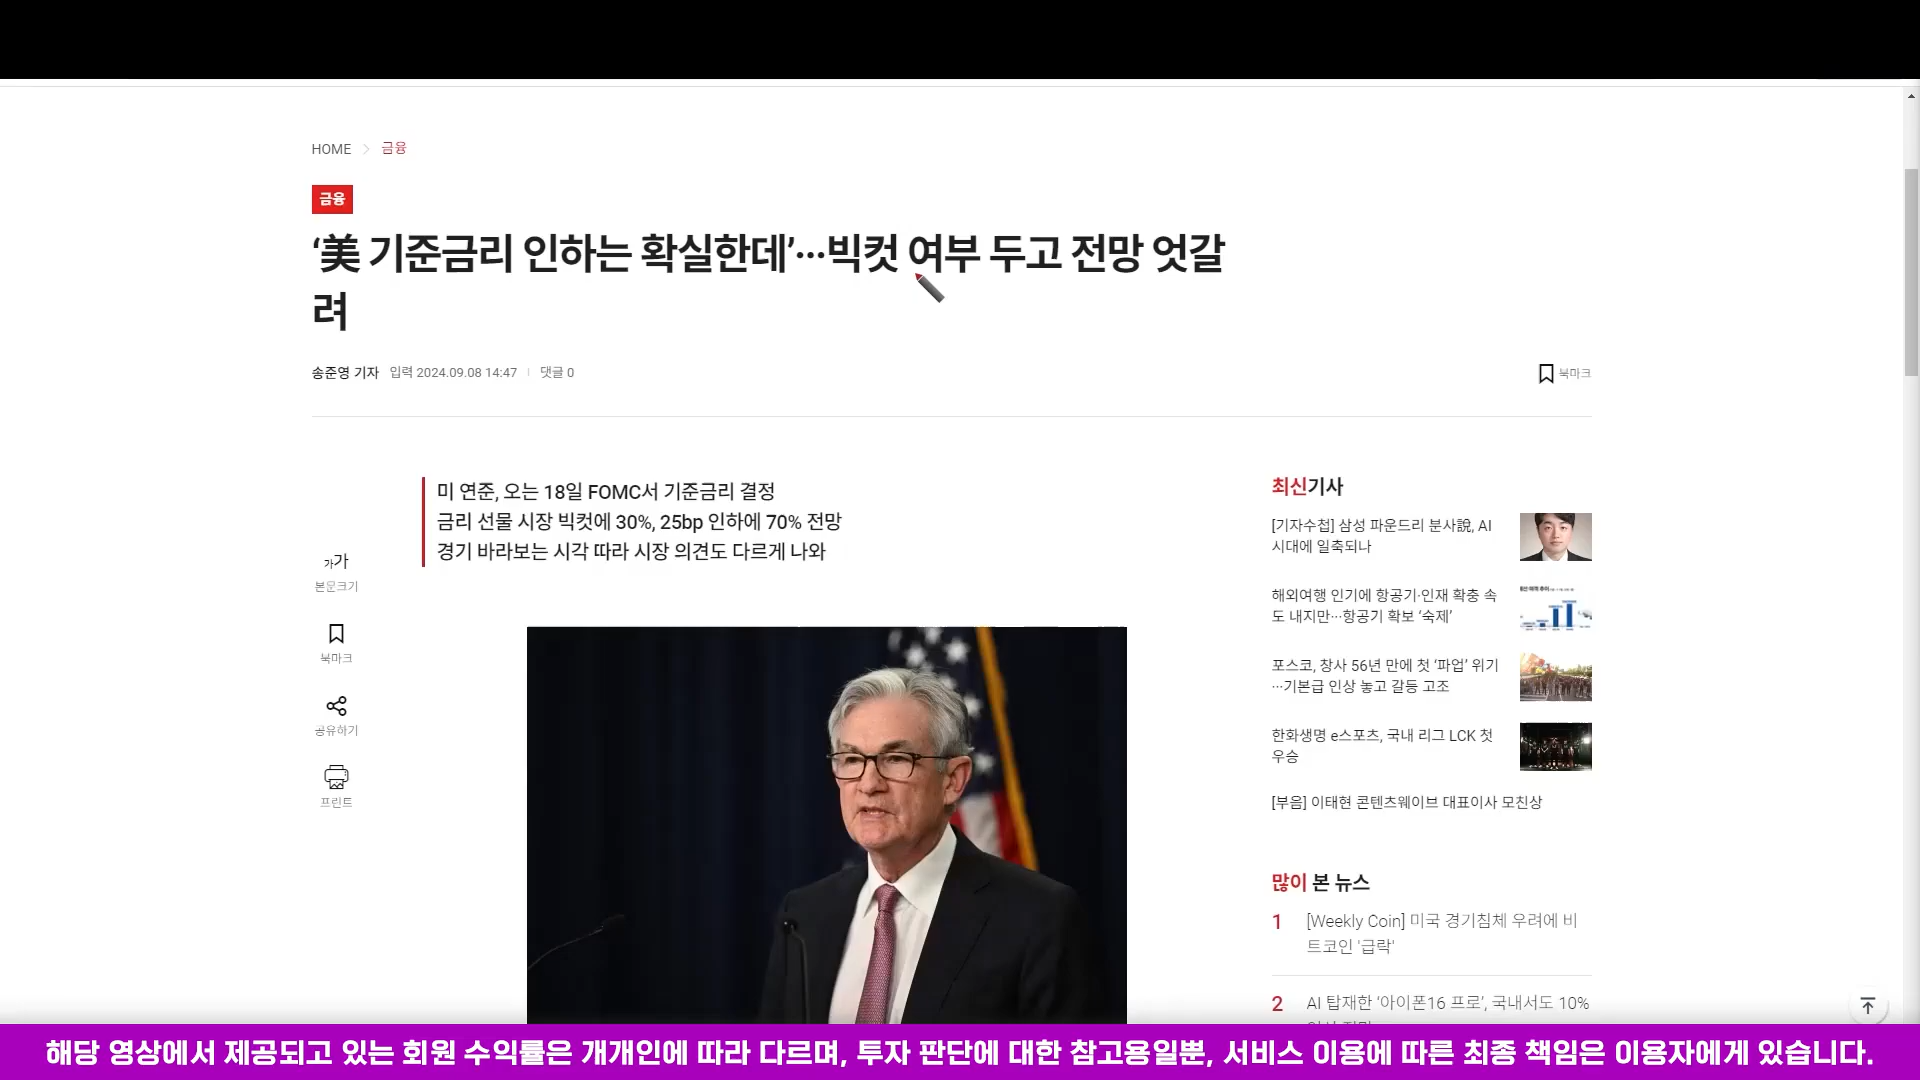 HOME > 금융
금융
‘美 기준금리 인하는 확실한데’…빅컷 여부 두고 전망 엇갈
려
송준영 기자 입력 2024.09.08 14:47 댓글 0
북마크
미 연준, 오는 18일 FOMC서 기준금리 결정
금리 선물 시장 빅컷에 30%, 25bp 인하에 70% 전망
경기 바라보는 시각 따라 시장 의견도 다르게 나와
가가
본문크기
북마크
공유하기
프린트
최신기사
[기자수첩] 삼성 파운드리 분사說, AI
시대에 일축되나
해외여행 인기에 항공기·인재 확충 속
도 내지만…항공기 확보 ‘숙제’
포스코, 창사 56년 만에 첫 ‘파업’ 위기
…기본급 인상 놓고 갈등 고조
한화생명 e스포츠, 국내 리그 LCK 첫
우승
[부음] 이태현 콘텐츠웨이브 대표이사 모친상
많이 본 뉴스
1 [Weekly Coin] 미국 경기침체 우려에 비
트코인 '급락'
2 AI 탑재한 ‘아이폰16 프로’, 국내서도 10%
해당 영상에서 제공되고 있는 회원 수익률은 개개인에 따라 다르며, 투자 판단에 대한 참고용일뿐, 서비스 이용에 따른 최종 책임은 이용자에게 있습니다.